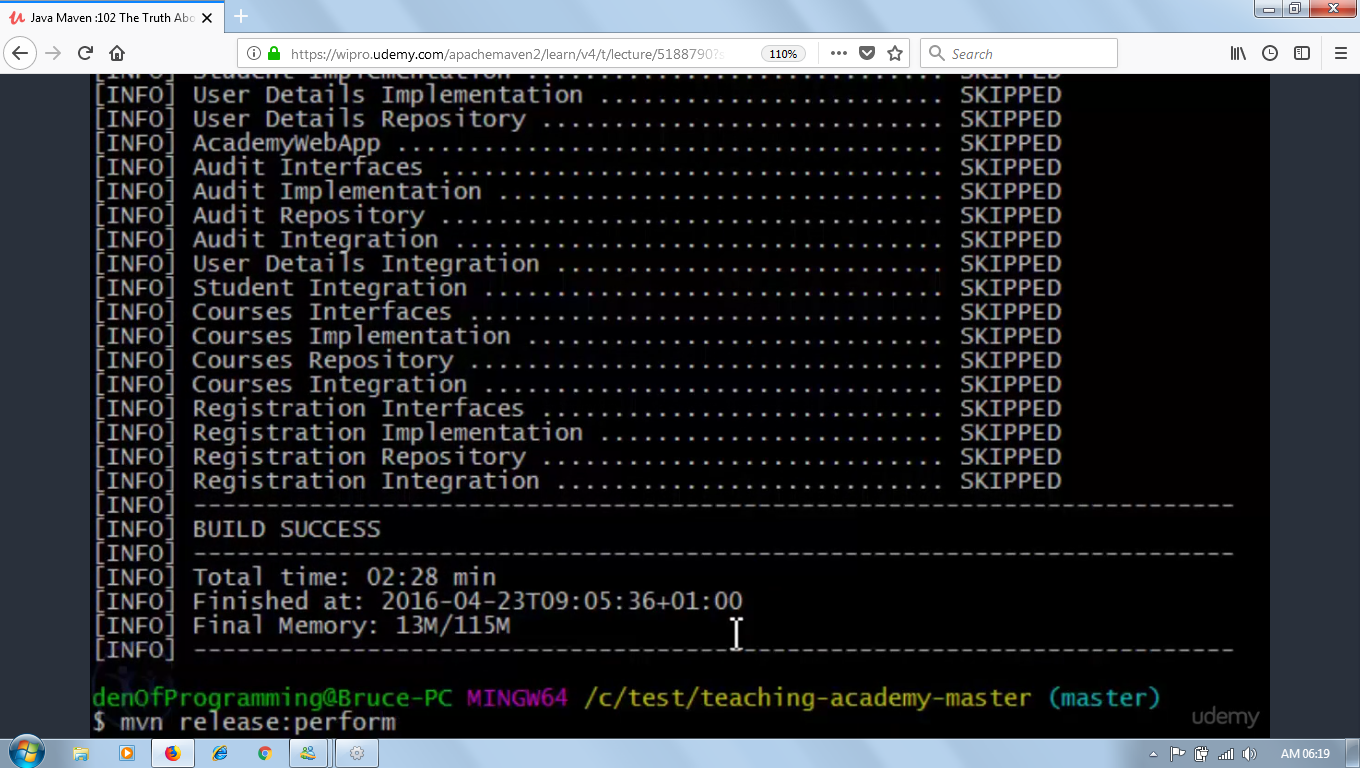 Java Maven :102 The Truth Abo
https://wipro.udemy.com/apachemaven2/learn/v4/t/lecture/5188790?s
110%
Search
[INFO] Student Implementation .......................... SKIPPED
[INFO] User Details Implementation ........................ SKIPPED
[INFO] User Details Repository ............................ SKIPPED
[INFO] AcademyWebApp ...................................... SKIPPED
[INFO] Audit Interfaces ................................... SKIPPED
[INFO] Audit Implementation ............................... SKIPPED
[INFO] Audit Repository ................................... SKIPPED
[INFO] Audit Integration .................................. SKIPPED
[INFO] User Details Integration ........................... SKIPPED
[INFO] Student Integration ................................ SKIPPED
[INFO] Courses Interfaces ................................. SKIPPED
[INFO] Courses Implementation ............................. SKIPPED
[INFO] Courses Repository ................................. SKIPPED
[INFO] Courses Integration ................................ SKIPPED
[INFO] Registration Interfaces ............................ SKIPPED
[INFO] Registration Implementation ........................ SKIPPED
[INFO] Registration Repository ............................ SKIPPED
[INFO] Registration Integration ........................... SKIPPED
[INFO] ------------------------------------------------------------------------
[INFO] BUILD SUCCESS
[INFO] ------------------------------------------------------------------------
[INFO] Total time: 02:28 min
[INFO] Finished at: 2016-04-23T09:05:36+01:00
[INFO] Final Memory: 13M/115M
[INFO] ------------------------------------------------------------------------
denOfProgramming@Bruce-PC MINGW64 /c/test/teaching-academy-master (master)
$ mvn release:perform
udemy
AM 06:19